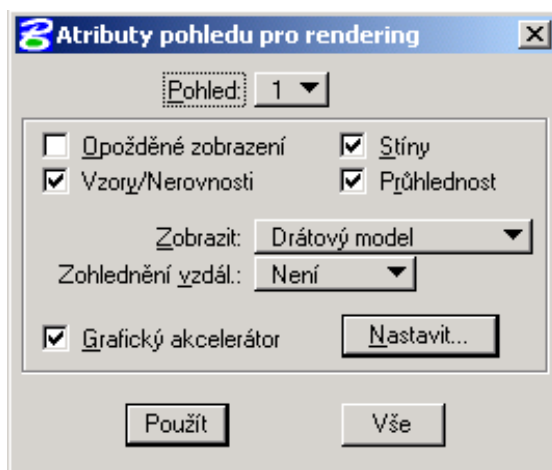 Atributy pohledu pro rendering
Pohled: 1
Opožděné zobrazení Stíny
Vzory/Nerovnosti Průhlednost
Zobrazit: Drátový model
Zohlednění vzdál.: Není
Grafický akcelerátor Nastavit...
Použít Vše